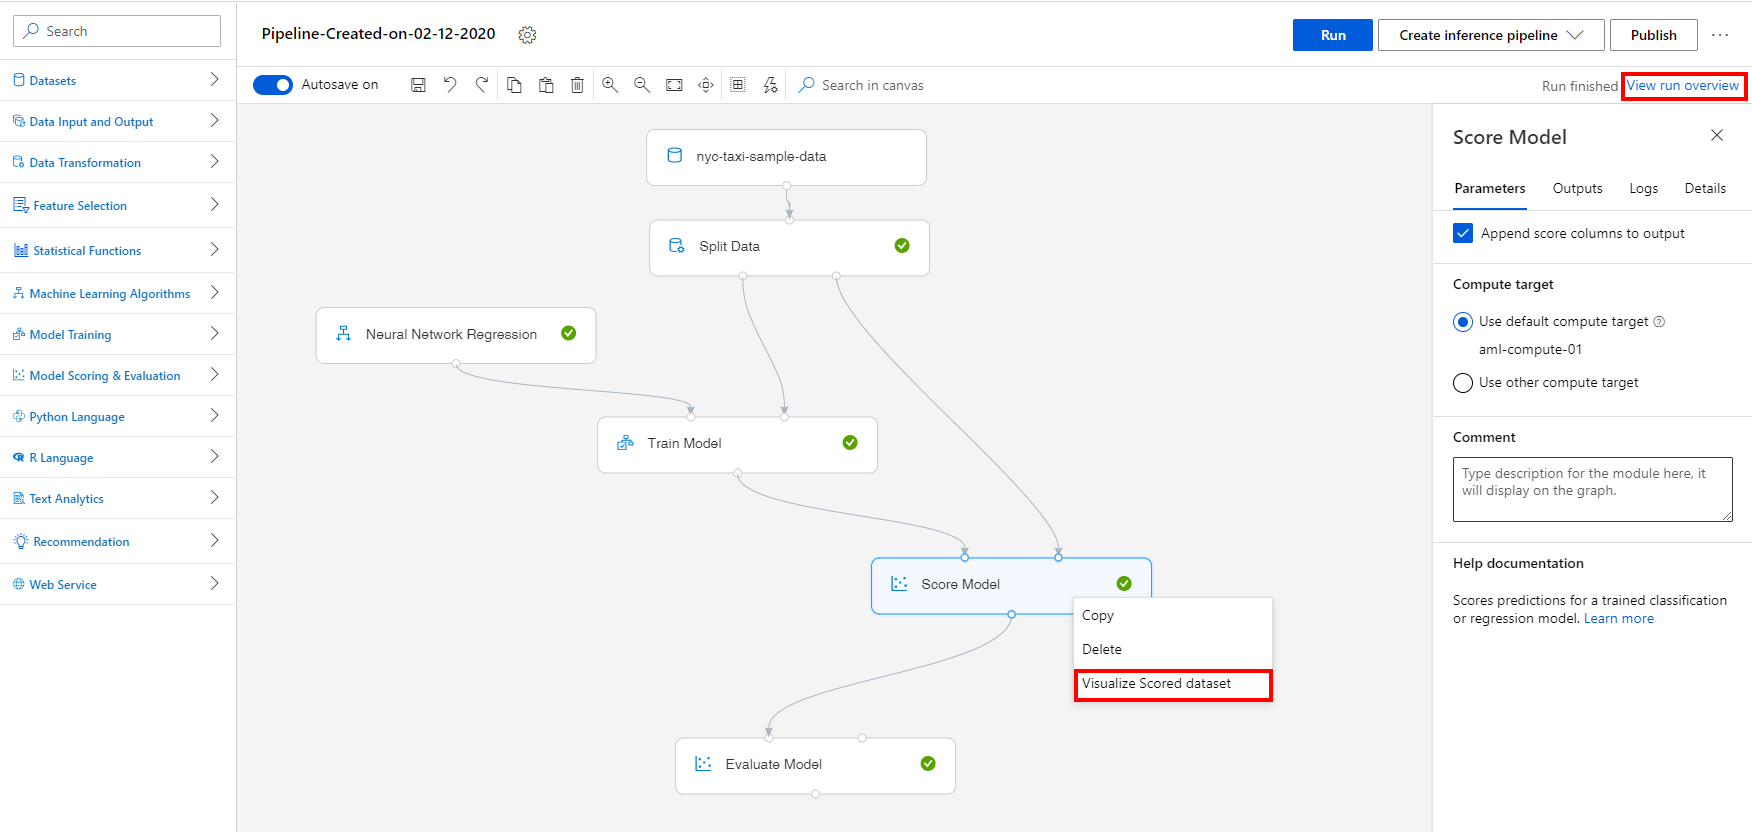 Search
Datasets
Data Input and Output
Data Transformation
Feature Selection
Statistical Functions
Machine Learning Algorithms
Model Training
Model Scoring & Evaluation
Python Language
R Language
Text Analytics
Recommendation
Web Service
Pipeline-Created-on-02-12-2020
Run
Create inference pipeline
Publish
Autosave on
Search in canvas
Run finished View run overview
nyc-taxi-sample-data
Split Data
Neural Network Regression
Train Model
Score Model
Copy
Delete
Visualize Scored dataset
Evaluate Model
Score Model
Parameters Outputs Logs Details
Append score columns to output
Compute target
Use default compute target
aml-compute-01
Use other compute target
Comment
Type description for the module here, it
will display on the graph.
Help documentation
Scores predictions for a trained classification
or regression model. Learn more